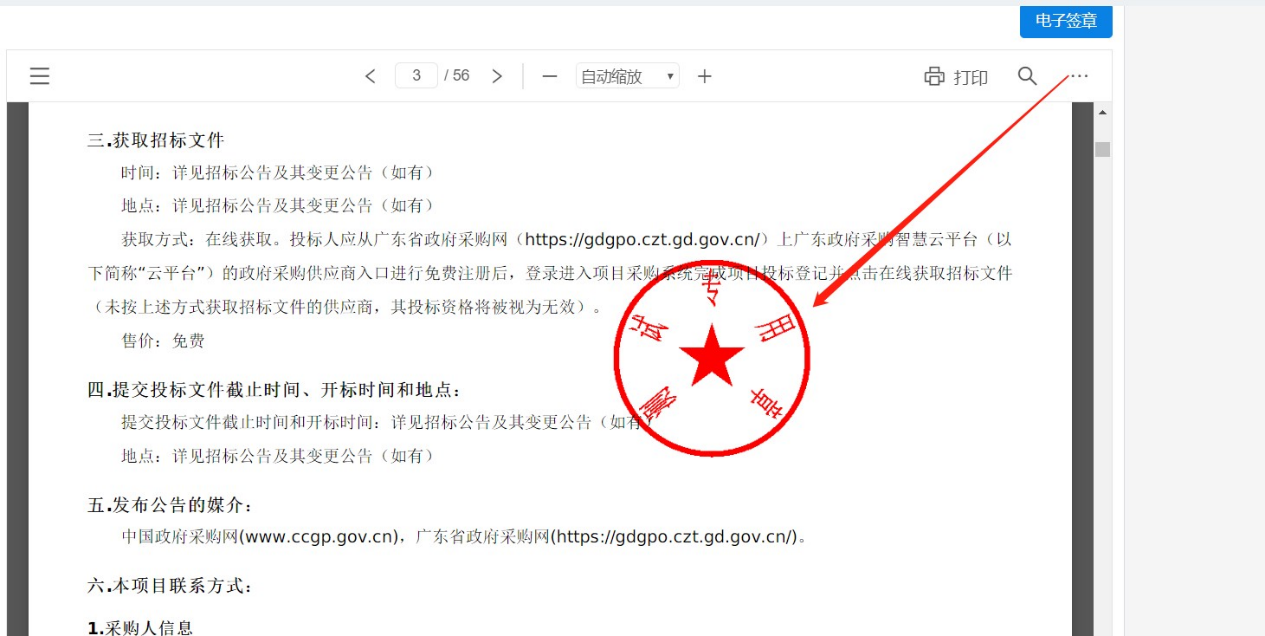 电子签章
3 / 56 自动缩放 打印
三.获取招标文件
时间：详见招标公告及其变更公告（如有）
地点：详见招标公告及其变更公告（如有）
获取方式：在线获取。投标人应从广东省政府采购网（https://gdgpo.czt.gd.gov.cn/）上广东政府采购智慧云平台（以
下简称“云平台”）的政府采购供应商入口进行免费注册后，登录进入项目采购系统完成项目投标登记并点击在线获取招标文件
（未按上述方式获取招标文件的供应商，其投标资格将被视为无效）。
售价：免费
测试专用章
四.提交投标文件截止时间、开标时间和地点：
提交投标文件截止时间和开标时间：详见招标公告及其变更公告（如有）
地点：详见招标公告及其变更公告（如有）
五.发布公告的媒介：
中国政府采购网(www.ccgp.gov.cn)，广东省政府采购网(https://gdgpo.czt.gd.gov.cn/)。
六.本项目联系方式：
1.采购人信息